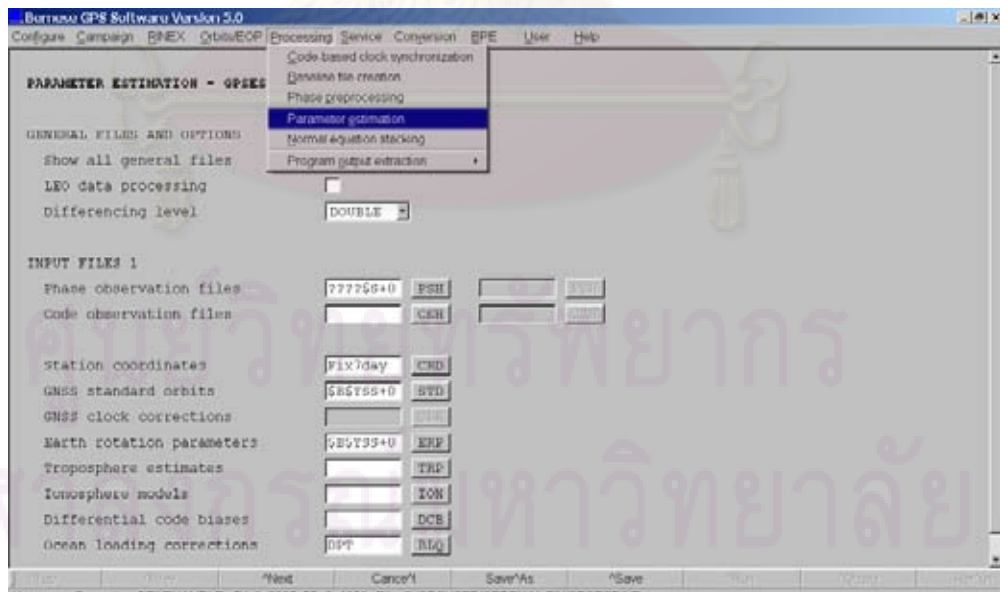 Bernese GPS Software Version 5.0
Configure Campaign RINEX Orbits/EOP Processing Service Conversion BPE User Help
Code-based clock synchronization
Baseline file creation
Phase preprocessing
Parameter estimation
Normal equation stacking
Program output extraction
PARAMETER ESTIMATION - GPSES
GENERAL FILES AND OPTIONS
Show all general files
LEO data processing
Differencing level DOUBLE
INPUT FILES 1
Phase observation files ????$S+0 PSH
Code observation files CSH
Station coordinates Fix7day CRD
GNSS standard orbits $B$YSS+0 STD
GNSS clock corrections
Earth rotation parameters $B$YSS+0 ERP
Troposphere estimates TRP
Ionosphere models ION
Differential code biases DCB
Ocean loading corrections BLQ
ศูนย์วิทยทรัพยากร
จุฬาลงกรณ์มหาวิทยาลัย
^Next Cance^l Save^As ^Save